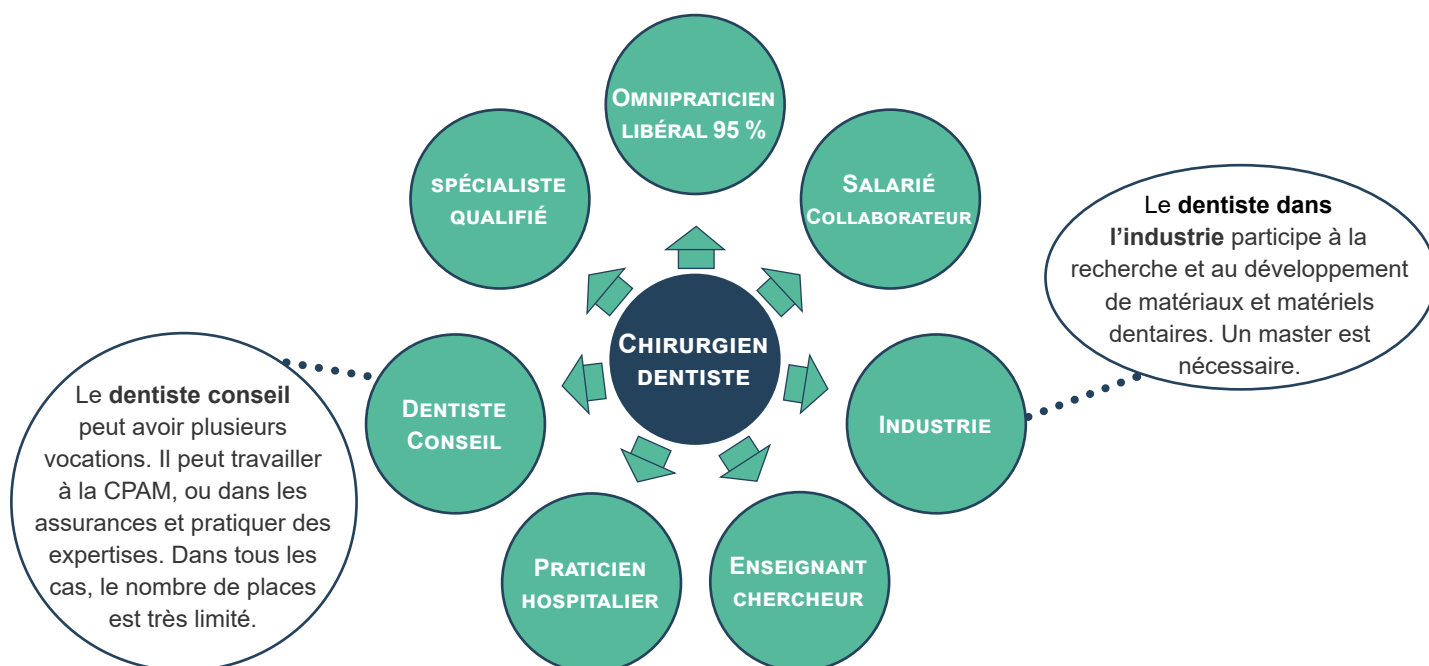 OMNIPRATICIEN
LIBÉRAL 95 %
SPÉCIALISTE
QUALIFIÉ
SALARIÉ
COLLABORATEUR
Le dentiste dans
l’industrie participe à la
recherche et au développement
de matériaux et matériels
dentaires. Un master est
nécessaire.
CHIRURGIEN
DENTISTE
Le dentiste conseil
peut avoir plusieurs
vocations. Il peut travailler
à la CPAM, ou dans les
assurances et pratiquer des
expertises. Dans tous les
cas, le nombre de places
est très limité.
DENTISTE
CONSEIL
INDUSTRIE
PRATICIEN
HOSPITALIER
ENSEIGNANT
CHERCHEUR